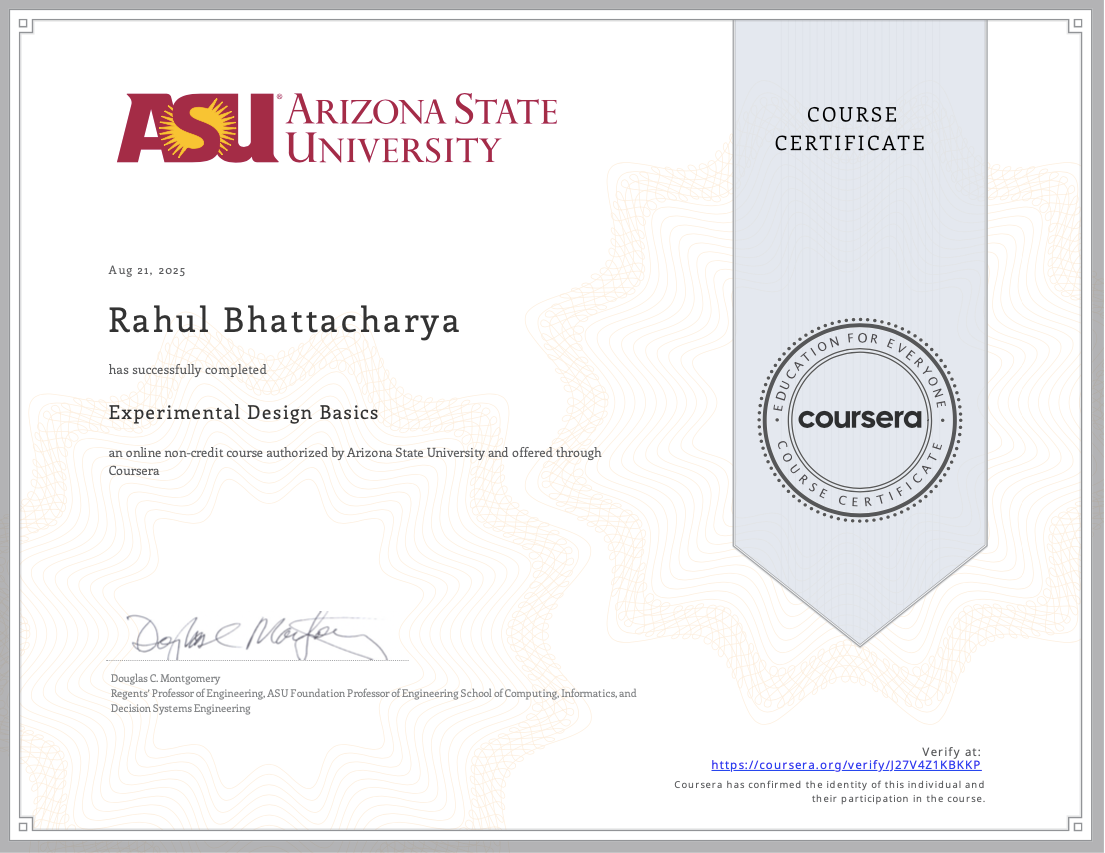 ASU® ARIZONA STATE
UNIVERSITY
COURSE
CERTIFICATE
Aug 21, 2025
Rahul Bhattacharya
has successfully completed
Experimental Design Basics
an online non-credit course authorized by Arizona State University and offered through
Coursera
EDUCATION FOR EVERYONE
coursera
COURSE CERTIFICATE
Douglas C. Montgomery
Regents' Professor of Engineering, ASU Foundation Professor of Engineering School of Computing, Informatics, and
Decision Systems Engineering
Verify at:
https://coursera.org/verify/J27V4Z1KBKKP
Coursera has confirmed the identity of this individual and
their participation in the course.